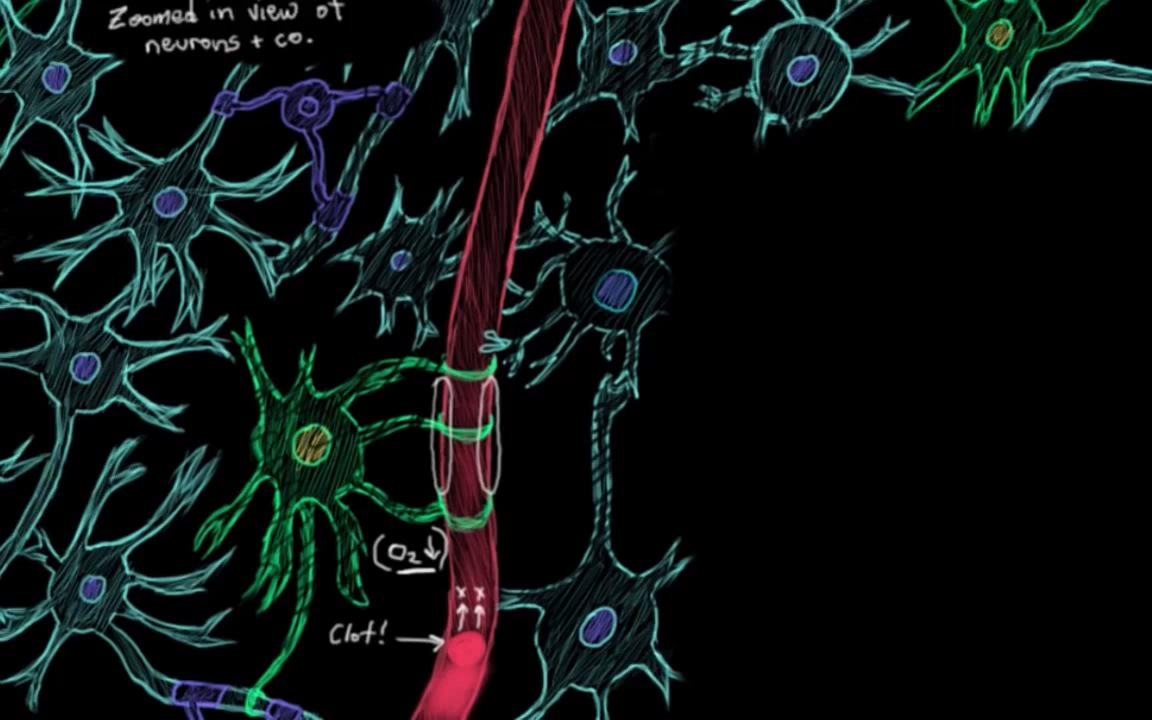 Zoomed in view of
neurons + co.
(O₂↓)
x x
Clot!